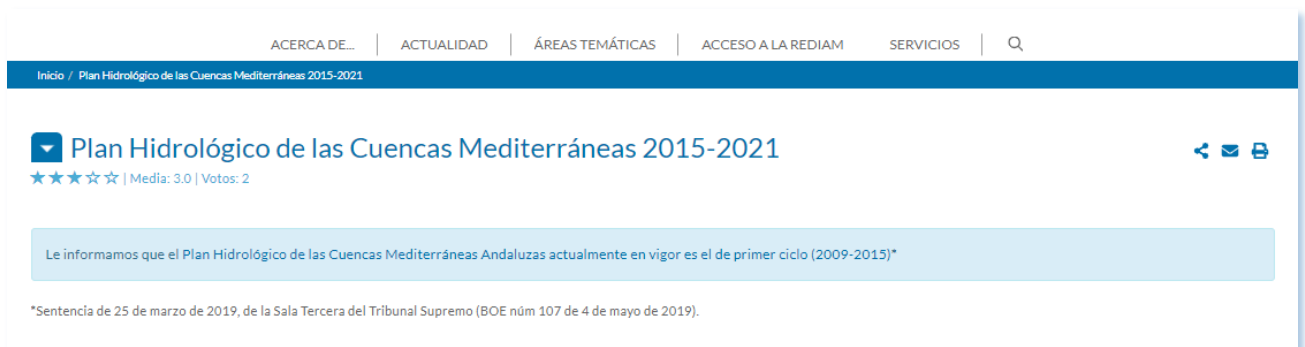 ACERCA DE... ACTUALIDAD ÁREAS TEMÁTICAS ACCESO A LA REDIAM SERVICIOS
Inicio / Plan Hidrológico de las Cuencas Mediterráneas 2015-2021
Plan Hidrológico de las Cuencas Mediterráneas 2015-2021
| Media: 3.0 | Votos: 2
Le informamos que el Plan Hidrológico de las Cuencas Mediterráneas Andaluzas actualmente en vigor es el de primer ciclo (2009-2015)*
*Sentencia de 25 de marzo de 2019, de la Sala Tercera del Tribunal Supremo (BOE núm 107 de 4 de mayo de 2019).